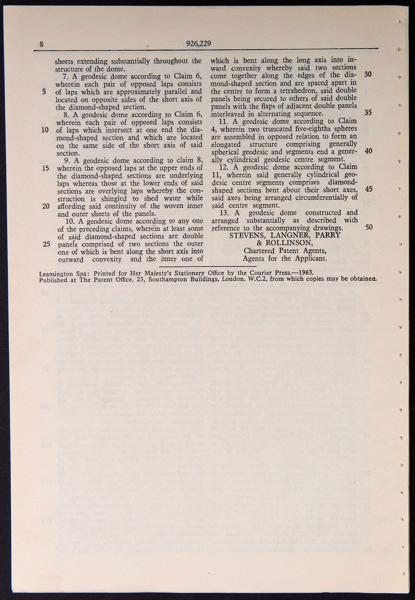 8
926,229
sheets extending substantially throughout the
structure of the dome.
7. A geodesic dome according to Claim 6,
wherein each pair of opposed laps consists
5 of laps which are approximately parallel and
located on opposite sides of the short axis of
the diamond-shaped section.
8. A geodesic dome according to Claim 6,
wherein each pair of opposed laps consists
10 of laps which intersect at one end the dia-
mond-shaped section and which are located
on the same side of the short axis of said
section.
9. A geodesic dome according to claim 8,
15 wherein the opposed laps at the upper ends of
the diamond-shaped sections are underlying
laps whereas those at the lower ends of said
sections are overlying laps whereby the con-
struction is shingled to shed water while
20 affording said continuity of the woven inner
and outer sheets of the panels.
10. A geodesic dome according to any one
of the preceding claims, wherein at least some
of said diamond-shaped sections are double
25 panels comprised of two sections the outer
one of which is bent along the short axis into
outward convexity and the inner one of
which is bent along the long axis into in-
ward convexity whereby said two sections
come together along the edges of the dia- 30
mond-shaped section and are spaced apart in
the centre to form a tetrahedron, said double
panels being secured to others of said double
panels with the flaps of adjacent double panels
interleaved in alternating sequence. 35
11. A geodesic dome according to Claim
4, wherein two truncated five-eighths spheres
are assembled in opposed relation to form an
elongated structure comprising generally
spherical geodesic end segments end a gener- 40
ally cylindrical geodesic centre segment.
12. A geodesic dome according to Claim
11, wherein said generally cylindrical geo-
desic centre segments comprises diamond-
shaped sections bent about their short axes, 45
said axes being arranged circumferentially of
said centre segment.
13. A geodesic dome constructed and
arranged substantially as described with
reference to the accompanying drawings. 50
STEVENS, LANGNER, PARRY
& ROLLINSON,
Chartered Patent Agents,
Agents for the Applicant.
Leamington Spa: Printed for Her Majesty's Stationery Office by the Courier Press.—1963.
Published at The Patent Office, 25, Southampton Buildings, London, W.C.2, from which copies may be obtained.